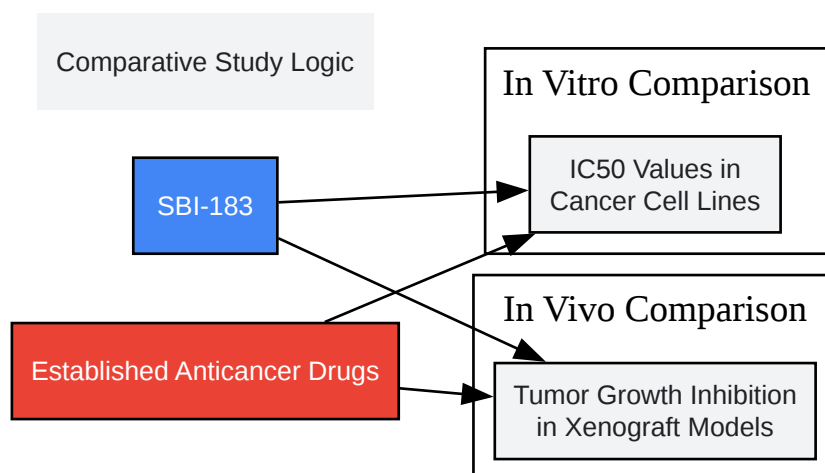 Comparative Study Logic
In Vitro Comparison
IC50 Values in
Cancer Cell Lines
SBI-183
In Vivo Comparison
Established Anticancer Drugs
Tumor Growth Inhibition
in Xenograft Models